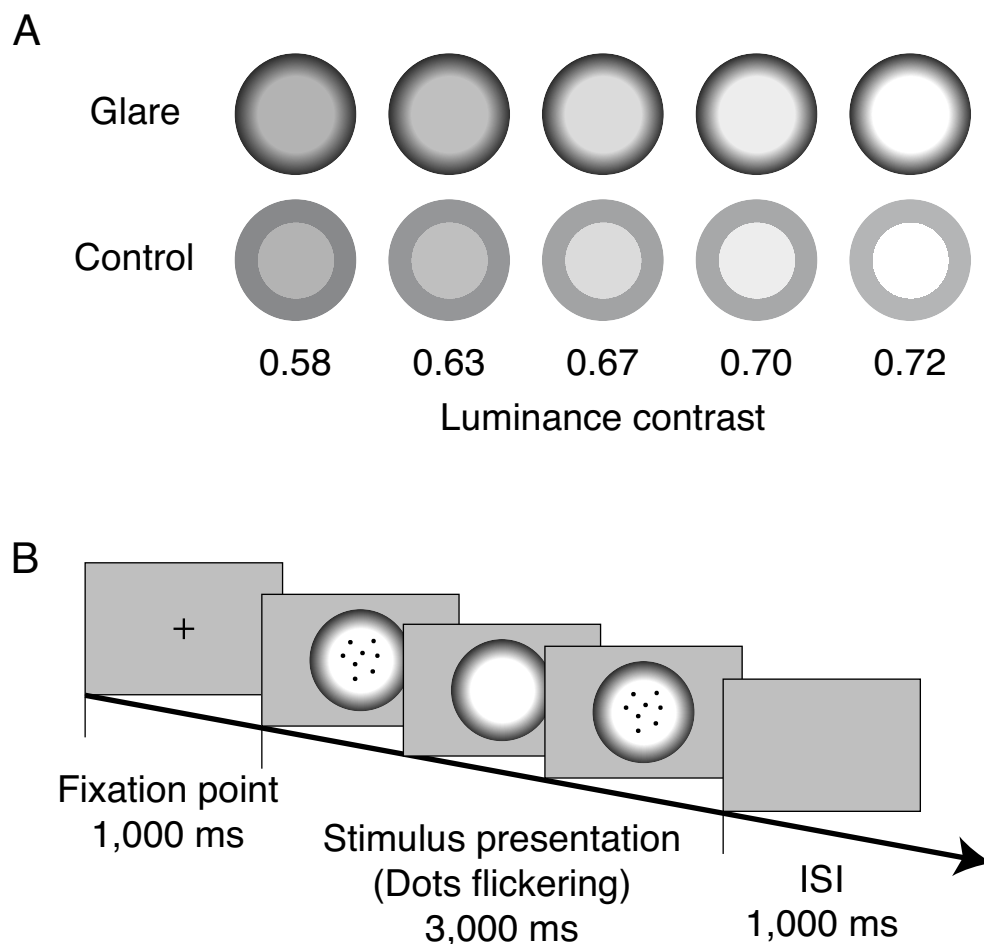 A
Glare
Control
0.58 0.63 0.67 0.70 0.72
Luminance contrast
B
Fixation point
1,000 ms
Stimulus presentation
(Dots flickering)
3,000 ms
ISI
1,000 ms